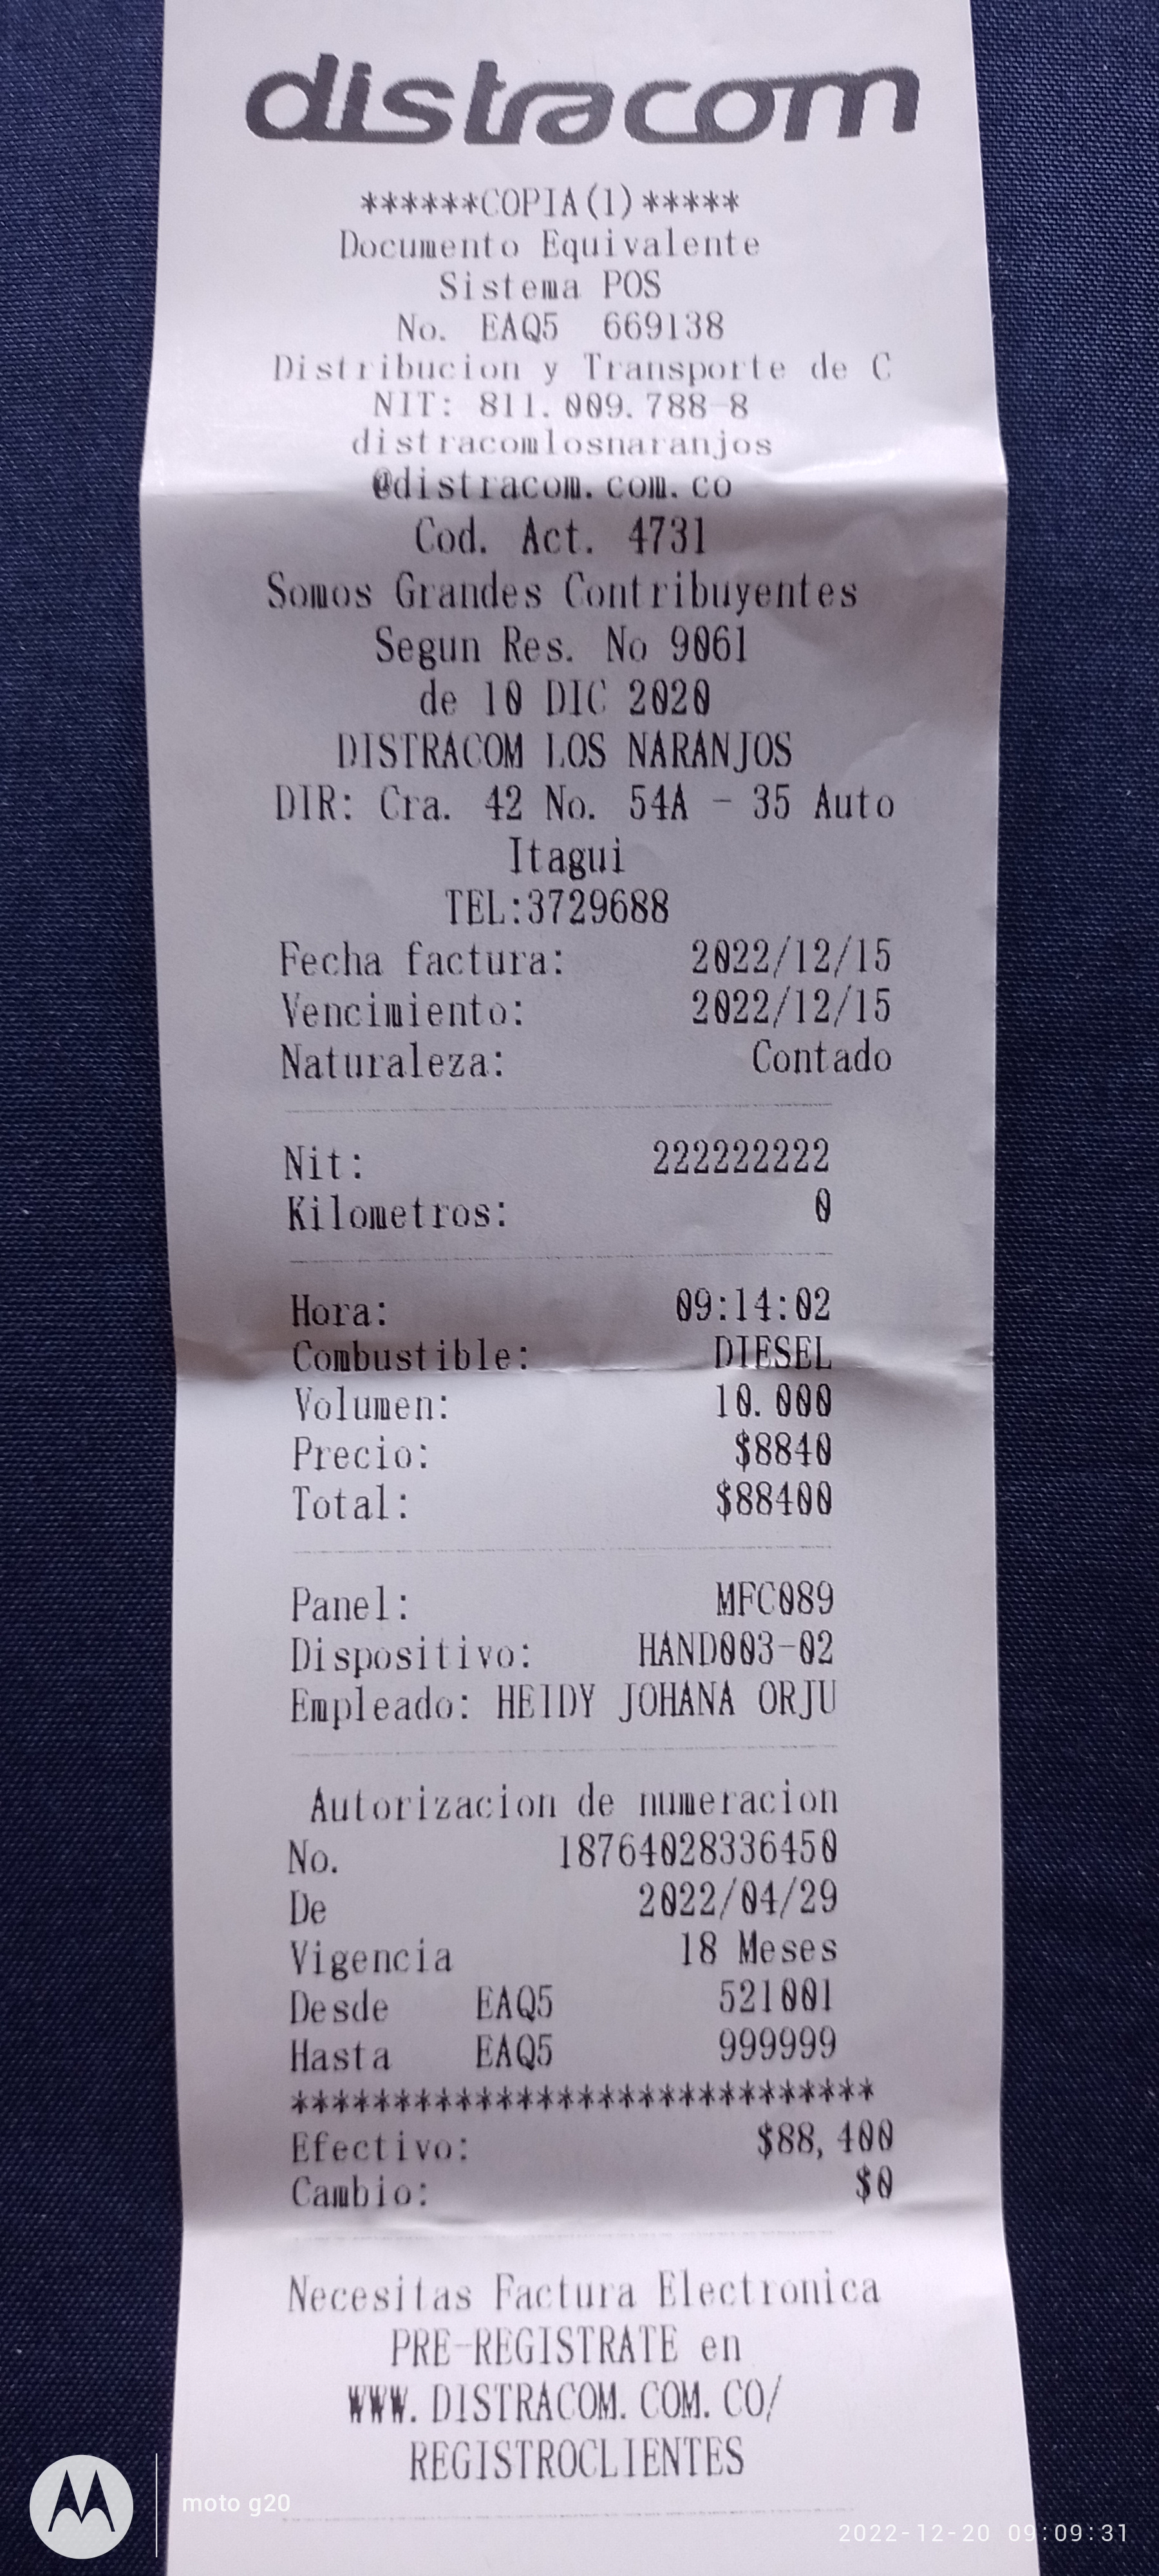 distracom
******COPIA(1)*****
Documento Equivalente
Sistema POS
No. EAQ5 669138
Distribucion y Transporte de C
NIT: 811.009.788-8
distracomlosnaranjos
@distracom.com.co
Cod. Act. 4731
Somos Grandes Contribuyentes
Segun Res. No 9061
de 10 DIC 2020
DISTRACOM LOS NARANJOS
DIR: Cra. 42 No. 54A - 35 Auto
Itagui
TEL:3729688
Fecha factura: 2022/12/15
Vencimiento: 2022/12/15
Naturaleza: Contado
Nit: 222222222
Kilometros: 0
Hora: 09:14:02
Combustible: DIESEL
Volumen: 10.000
Precio: $8840
Total: $88400
Panel: MFC089
Dispositivo: HAND003-02
Empleado: HEIDY JOHANA ORJU
Autorizacion de numeracion
No. 18764028336450
De 2022/04/29
Vigencia 18 Meses
Desde EAQ5 521001
Hasta EAQ5 999999
*****************************
Efectivo: $88,400
Cambio: $0
Necesitas Factura Electronica
PRE-REGISTRATE en
WWW.DISTRACOM.COM.CO/
REGISTROCLIENTES
moto g20
2022-12-20 09:09:31